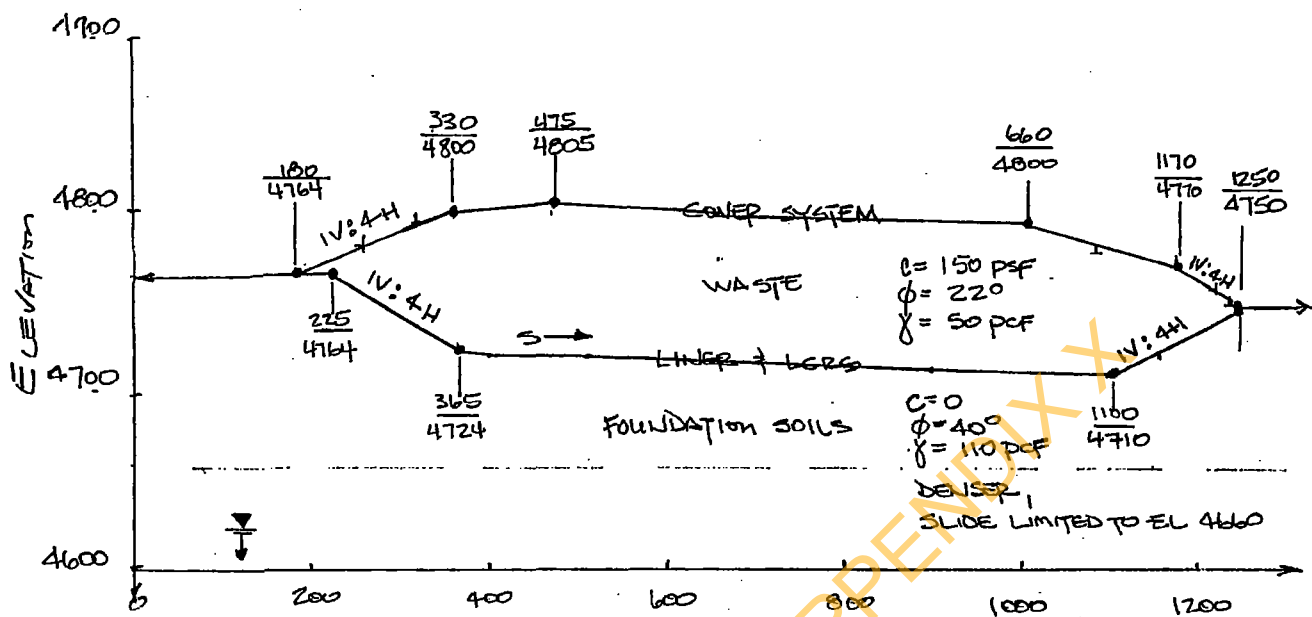 4900
330
4800
475
4805
660
4800
180
4764
1170
4770
1250
4750
4800
1V:4H
COVER SYSTEM
1V:4H
WASTE
C = 150 PSF
φ = 22°
γ = 50 PCF
ELEVATION
1V:4H
225
4764
S →
4700
LINER & LCRS
1V:4H
365
4724
FOUNDATION SOILS
C = 0
φ = 40°
γ = 110 PCF
1100
4710
DENSER,
SLIDE LIMITED TO EL 4660
4600
0
200
400
600
800
1000
1200
PPENDIX X